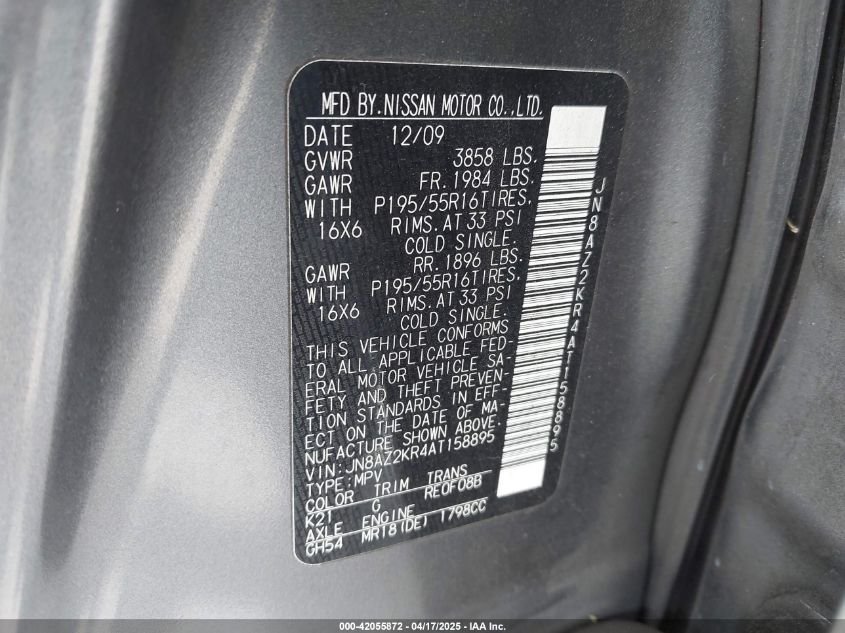 MFD BY.NISSAN MOTOR CO.,LTD.
DATE 12/09
GVWR 3858 LBS.
GAWR FR.1984 LBS.
WITH P195/55R16TIRES.
16X6 RIMS.AT 33 PSI
COLD SINGLE.
GAWR RR.1896 LBS.
WITH P195/55R16TIRES.
16X6 RIMS.AT 33 PSI
COLD SINGLE.
THIS VEHICLE CONFORMS
TO ALL APPLICABLE FED-
ERAL MOTOR VEHICLE SA-
FETY AND THEFT PREVEN-
TION STANDARDS IN EFF-
ECT ON THE DATE OF MA-
NUFACTURE SHOWN ABOVE.
VIN:JN8AZ2KR4AT158895
TYPE:MPV
COLOR TRIM TRANS
K21 G RE0F08B
AXLE ENGINE
GH54 MR18(DE) 1798CC
JN8AZ2KR4AT158895
000-42055872 - 04/17/2025 - IAA Inc.